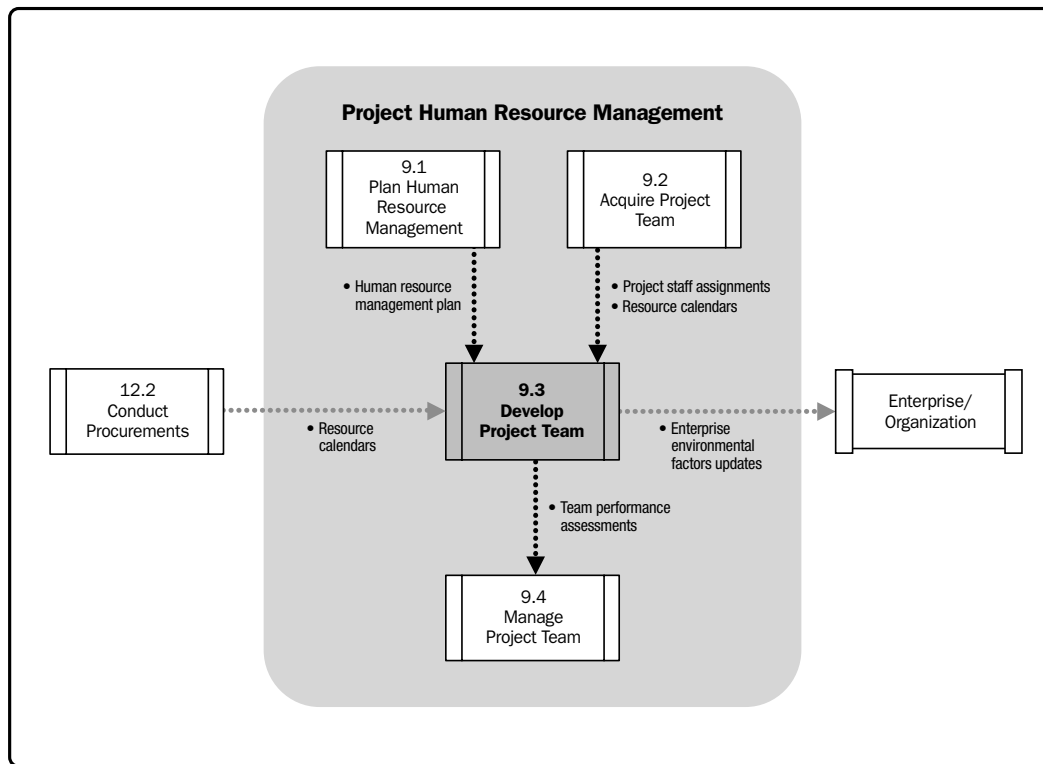 Project Human Resource Management
9.1
Plan Human
Resource
Management
9.2
Acquire Project
Team
• Human resource
management plan
• Project staff assignments
• Resource calendars
12.2
Conduct
Procurements
• Resource
calendars
9.3
Develop
Project Team
• Enterprise
environmental
factors updates
Enterprise/
Organization
• Team performance
assessments
9.4
Manage
Project Team